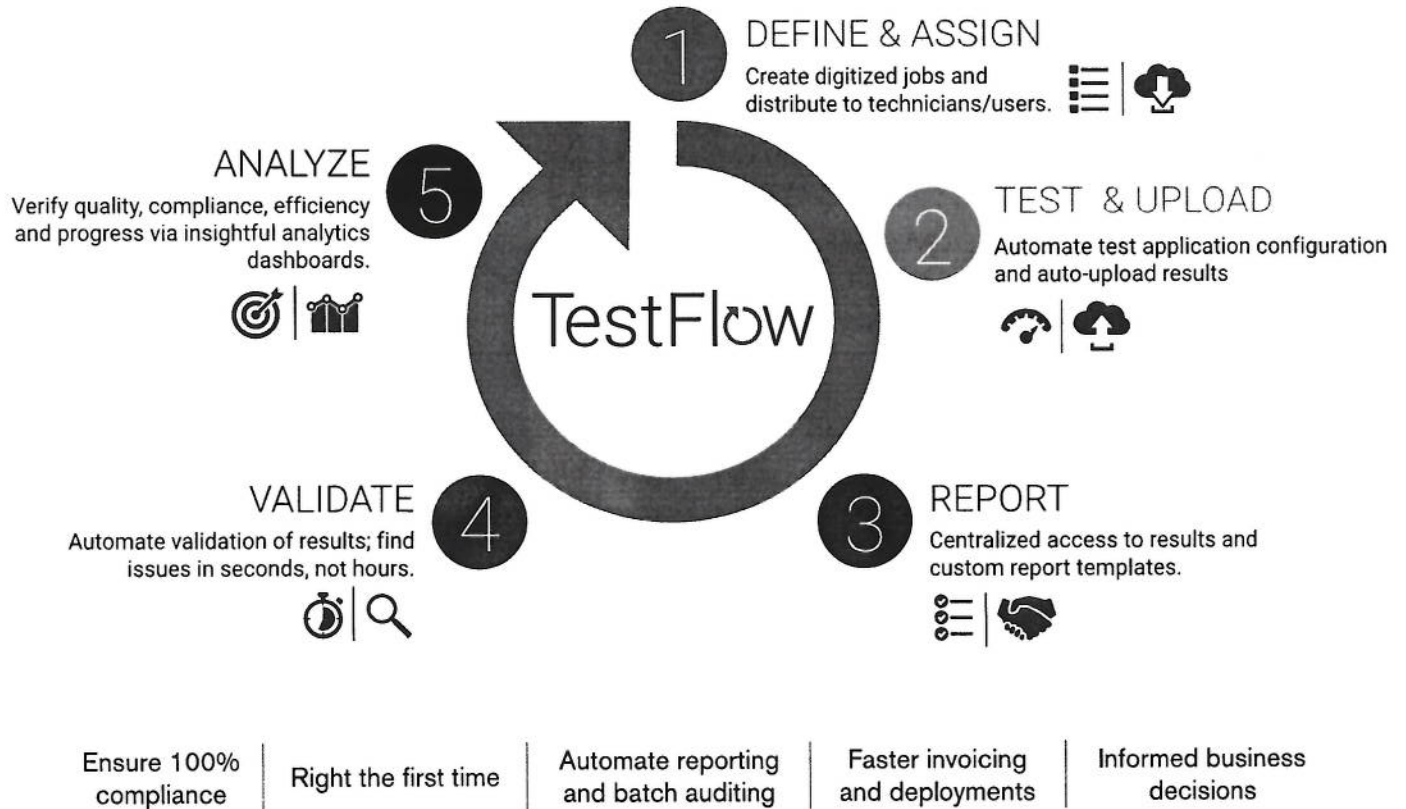 1
DEFINE & ASSIGN
Create digitized jobs and
distribute to technicians/users.
2
TEST & UPLOAD
Automate test application configuration
and auto-upload results
3
REPORT
Centralized access to results and
custom report templates.
4
VALIDATE
Automate validation of results; find
issues in seconds, not hours.
5
ANALYZE
Verify quality, compliance, efficiency
and progress via insightful analytics
dashboards.
TestFlow
Ensure 100%
compliance
Right the first time
Automate reporting
and batch auditing
Faster invoicing
and deployments
Informed business
decisions